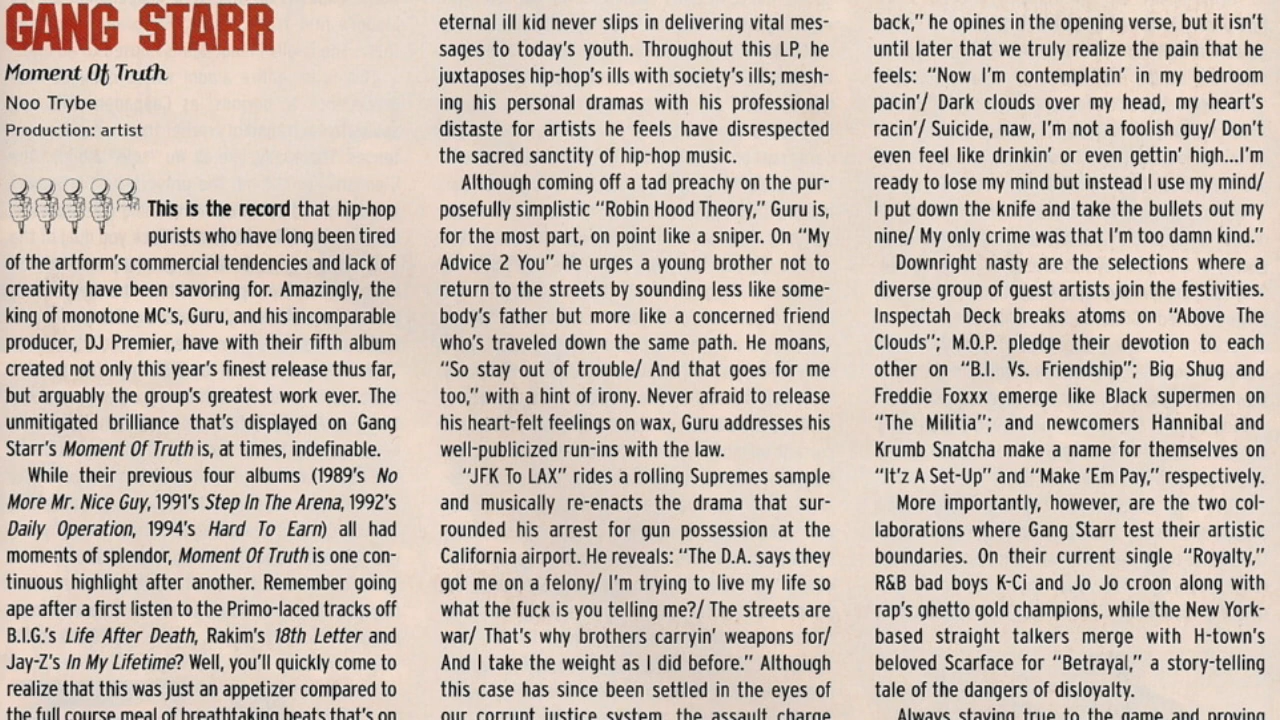 GANG STARR
Moment Of Truth
Noo Trybe
Production: artist
This is the record that hip-hop
purists who have long been tired
of the artform's commercial tendencies and lack of
creativity have been savoring for. Amazingly, the
king of monotone MC's, Guru, and his incomparable
producer, DJ Premier, have with their fifth album
created not only this year's finest release thus far,
but arguably the group's greatest work ever. The
unmitigated brilliance that's displayed on Gang
Starr's Moment Of Truth is, at times, indefinable.
While their previous four albums (1989's No
More Mr. Nice Guy, 1991's Step In The Arena, 1992's
Daily Operation, 1994's Hard To Earn) all had
moments of splendor, Moment Of Truth is one con-
tinuous highlight after another. Remember going
ape after a first listen to the Primo-laced tracks off
B.I.G.'s Life After Death, Rakim's 18th Letter and
Jay-Z's In My Lifetime? Well, you'll quickly come to
realize that this was just an appetizer compared to
the full course meal of breathtaking beats that's on
eternal ill kid never slips in delivering vital mes-
sages to today's youth. Throughout this LP, he
juxtaposes hip-hop's ills with society's ills; mesh-
ing his personal dramas with his professional
distaste for artists he feels have disrespected
the sacred sanctity of hip-hop music.
Although coming off a tad preachy on the pur-
posefully simplistic "Robin Hood Theory," Guru is,
for the most part, on point like a sniper. On "My
Advice 2 You" he urges a young brother not to
return to the streets by sounding less like some-
body's father but more like a concerned friend
who's traveled down the same path. He moans,
"So stay out of trouble/ And that goes for me
too," with a hint of irony. Never afraid to release
his heart-felt feelings on wax, Guru addresses his
well-publicized run-ins with the law.
"JFK To LAX" rides a rolling Supremes sample
and musically re-enacts the drama that sur-
rounded his arrest for gun possession at the
California airport. He reveals: "The D.A. says they
got me on a felony/ I'm trying to live my life so
what the fuck is you telling me?/ The streets are
war/ That's why brothers carryin' weapons for/
And I take the weight as I did before." Although
this case has since been settled in the eyes of
our corrupt justice system, the assault charge
back," he opines in the opening verse, but it isn't
until later that we truly realize the pain that he
feels: "Now I'm contemplatin' in my bedroom
pacin'/ Dark clouds over my head, my heart's
racin'/ Suicide, naw, I'm not a foolish guy/ Don't
even feel like drinkin' or even gettin' high...I'm
ready to lose my mind but instead I use my mind/
I put down the knife and take the bullets out my
nine/ My only crime was that I'm too damn kind."
Downright nasty are the selections where a
diverse group of guest artists join the festivities.
Inspectah Deck breaks atoms on "Above The
Clouds"; M.O.P. pledge their devotion to each
other on "B.I. Vs. Friendship"; Big Shug and
Freddie Foxxx emerge like Black supermen on
"The Militia"; and newcomers Hannibal and
Krumb Snatcha make a name for themselves on
"It'z A Set-Up" and "Make 'Em Pay," respectively.
More importantly, however, are the two col-
laborations where Gang Starr test their artistic
boundaries. On their current single "Royalty,"
R&B bad boys K-Ci and Jo Jo croon along with
rap's ghetto gold champions, while the New York-
based straight talkers merge with H-town's
beloved Scarface for "Betrayal," a story-telling
tale of the dangers of disloyalty.
Always staying true to the game and proving